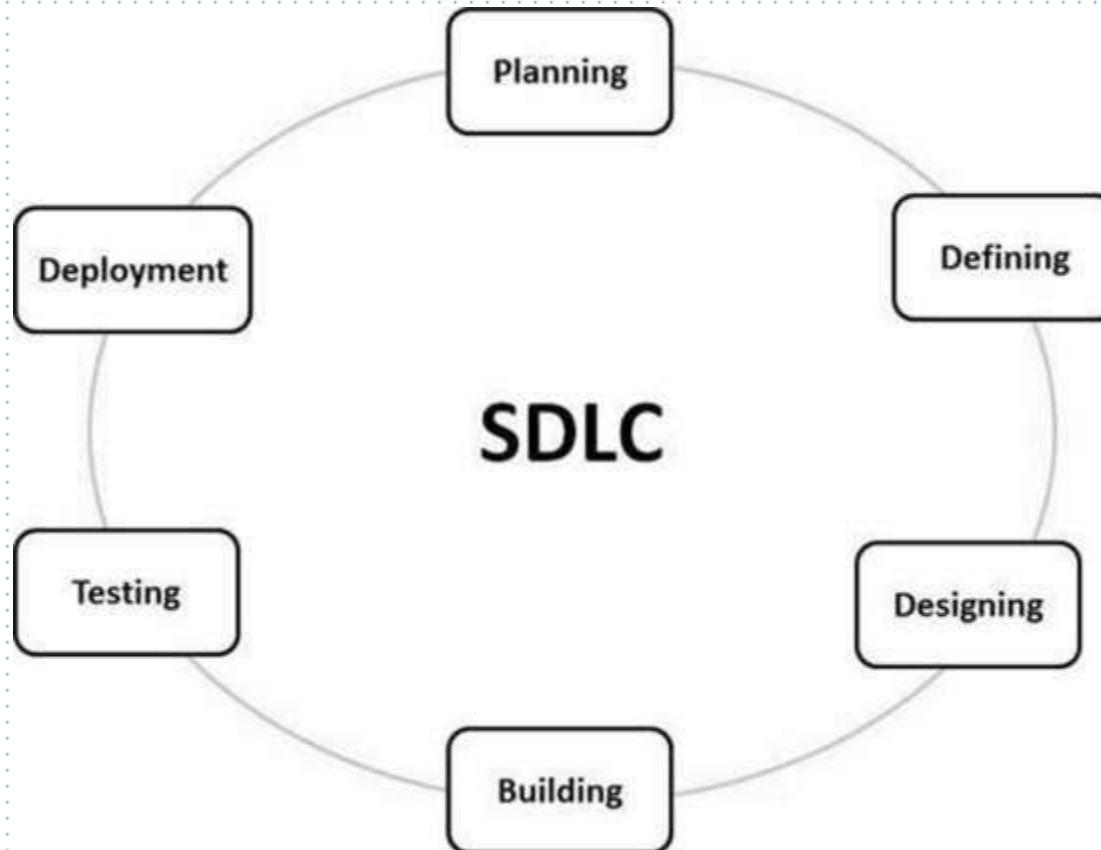 Planning
Defining
Deployment
SDLC
Testing
Designing
Building